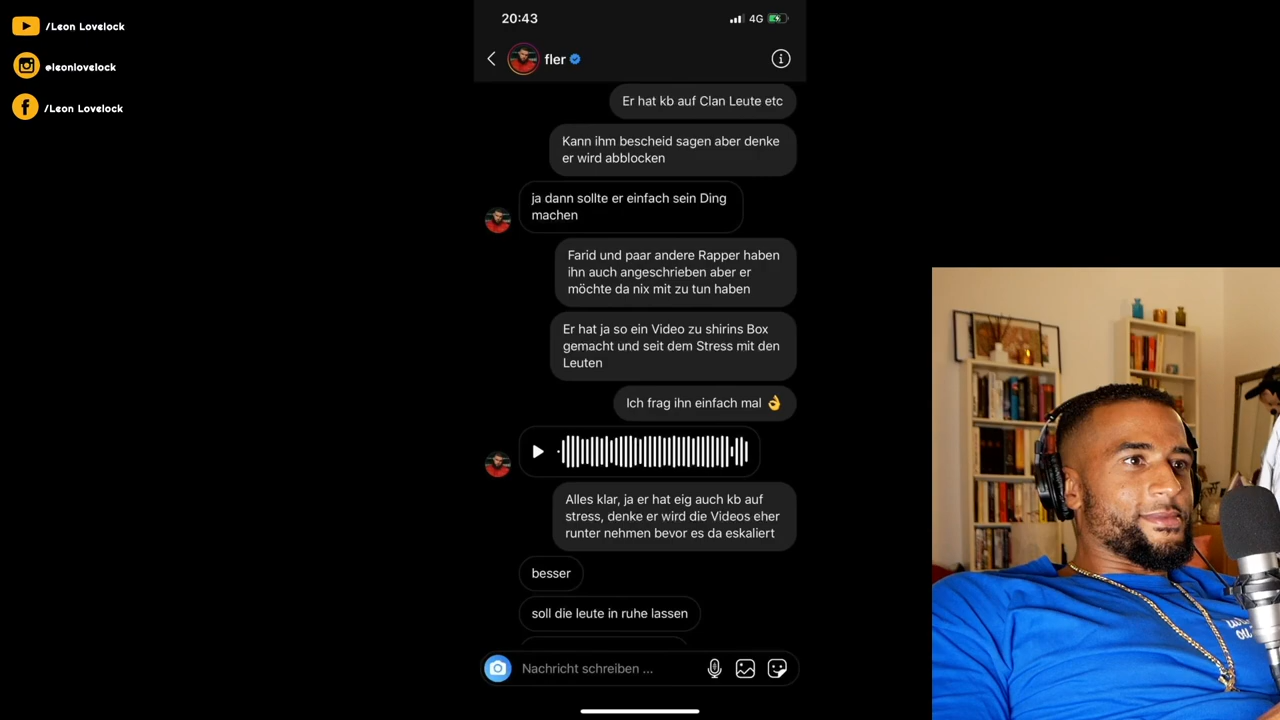 /Leon Lovelock
@leonlovelock
/Leon Lovelock
20:43
4G
fler
Er hat kb auf Clan Leute etc
Kann ihm bescheid sagen aber denke
er wird abblocken
ja dann sollte er einfach sein Ding
machen
Farid und paar andere Rapper haben
ihn auch angeschrieben aber er
möchte da nix mit zu tun haben
Er hat ja so ein Video zu shirins Box
gemacht und seit dem Stress mit den
Leuten
Ich frag ihn einfach mal 👌
Alles klar, ja er hat eig auch kb auf
stress, denke er wird die Videos eher
runter nehmen bevor es da eskaliert
besser
soll die leute in ruhe lassen
Nachricht schreiben ...